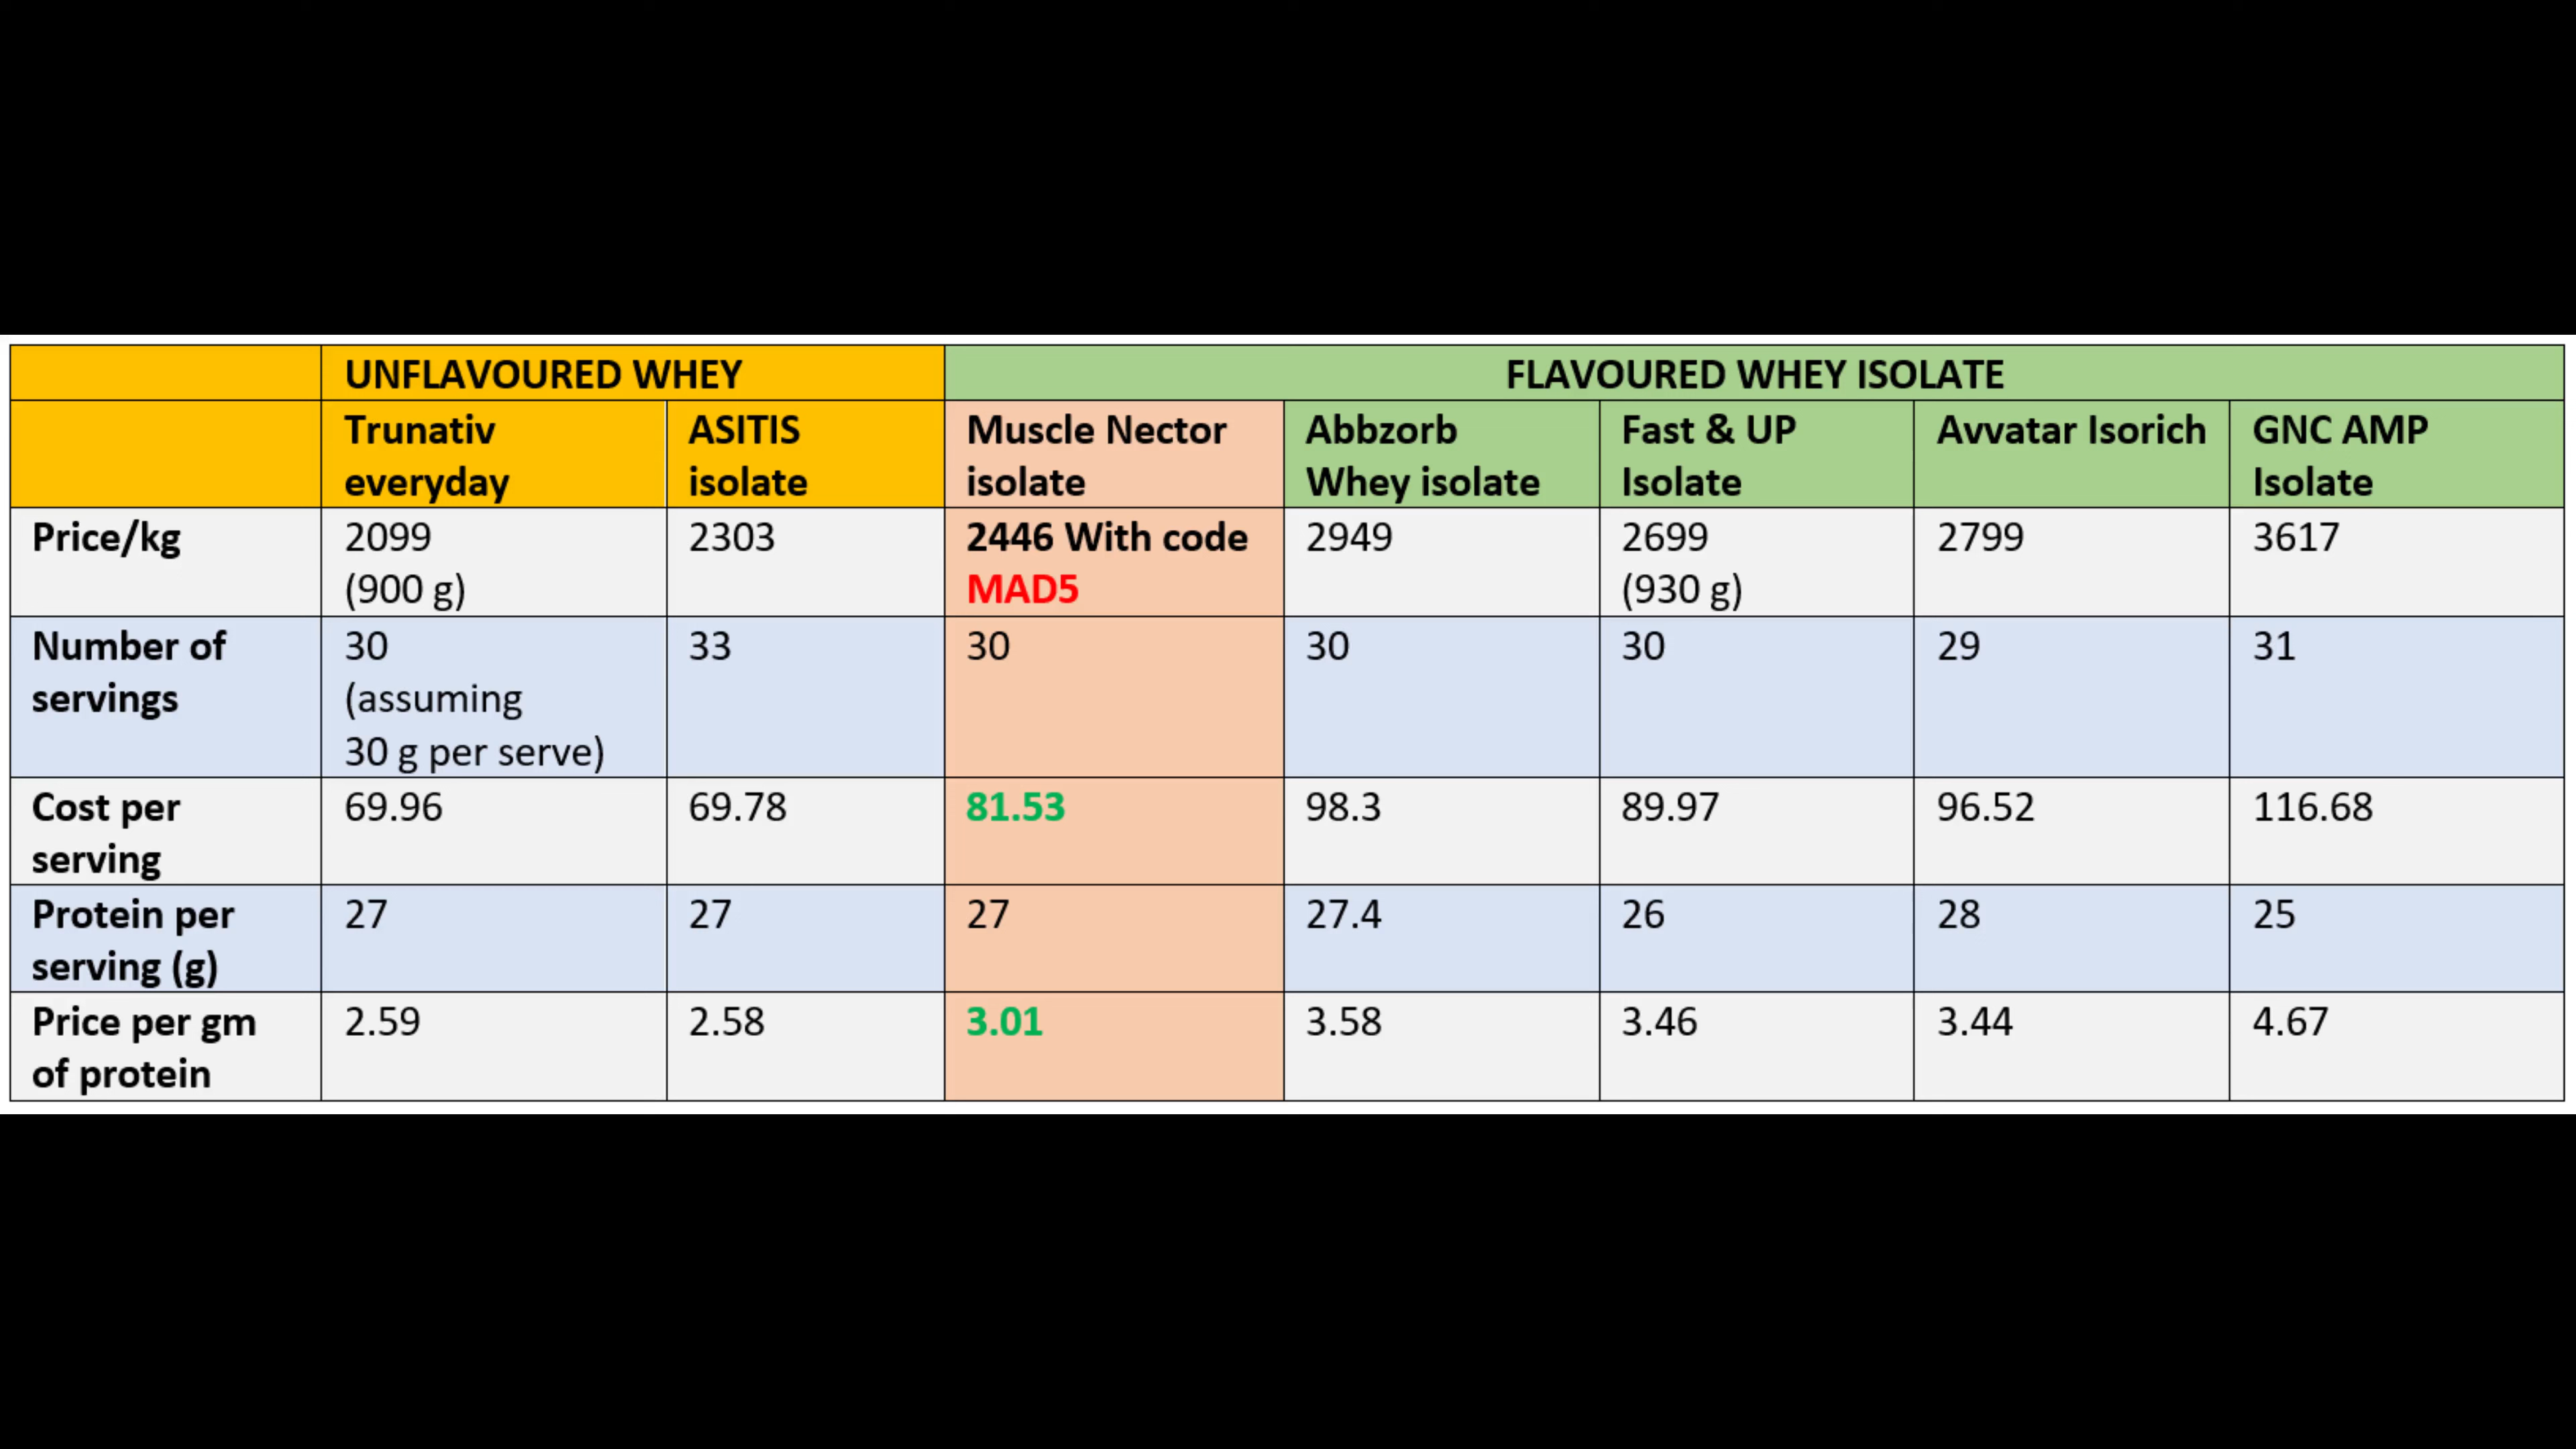 UNFLAVOURED WHEY FLAVOURED WHEY ISOLATE
Trunativ everyday ASITIS isolate Muscle Nector isolate Abbzorb Whey isolate Fast & UP Isolate Avvatar Isorich GNC AMP Isolate
Price/kg 2099 (900 g) 2303 2446 With code MAD5 2949 2699 (930 g) 2799 3617
Number of servings 30 (assuming 30 g per serve) 33 30 30 30 29 31
Cost per serving 69.96 69.78 81.53 98.3 89.97 96.52 116.68
Protein per serving (g) 27 27 27 27.4 26 28 25
Price per gm of protein 2.59 2.58 3.01 3.58 3.46 3.44 4.67